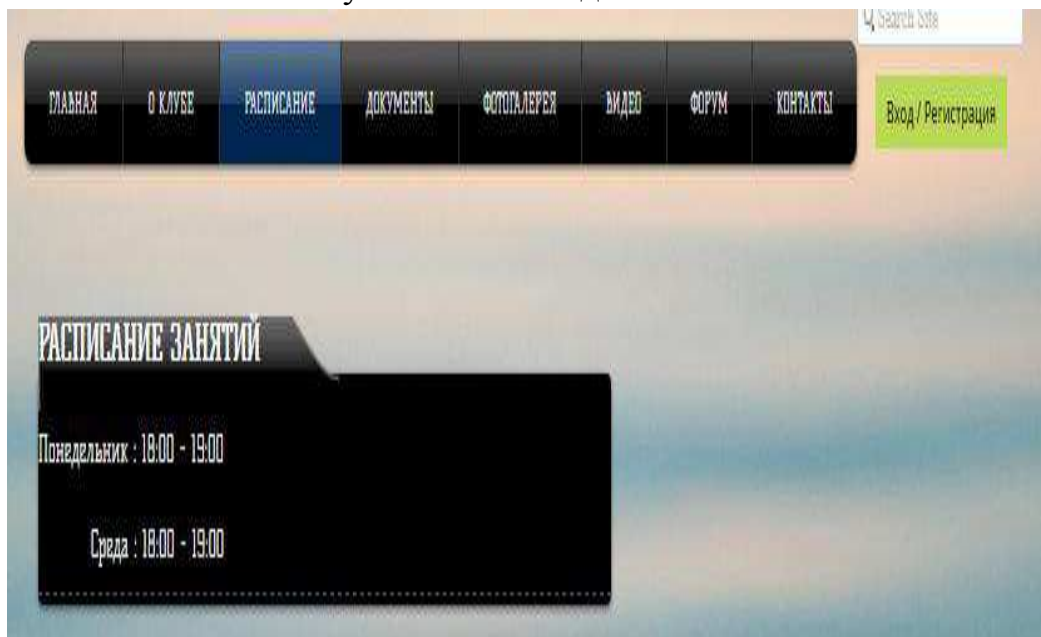 Search Site
ГЛАВНАЯ О КЛУБЕ РАСПИСАНИЕ ДОКУМЕНТЫ ФОТОГАЛЕРЕЯ ВИДЕО ФОРУМ КОНТАКТЫ
Вход / Регистрация
РАСПИСАНИЕ ЗАНЯТИЙ
Понедельник : 18:00 - 19:00
Среда : 18:00 - 19:00